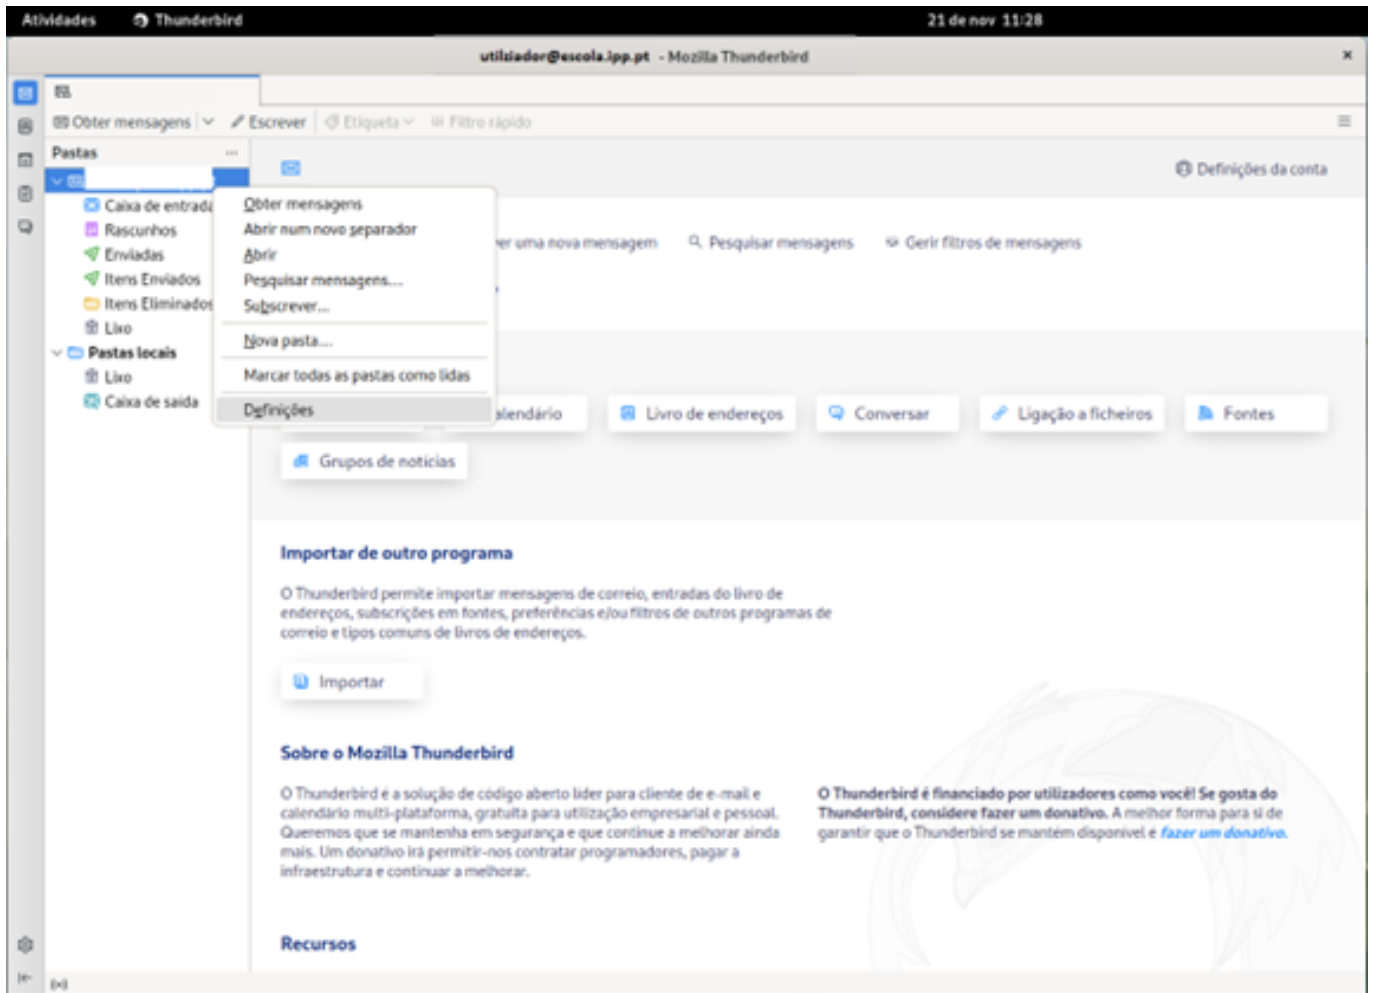 Atividades Thunderbird 21 de nov 11:28
utilziador@escola.ipp.pt - Mozilla Thunderbird ×
Obter mensagens Escrever Etiqueta Filtro rápido
Pastas ...
Definições da conta
Caixa de entrada
Rascunhos
Enviadas
Itens Enviados
Itens Eliminados
Lixo
Pastas locais
Lixo
Caixa de saída
Obter mensagens
Abrir num novo separador
Abrir
Pesquisar mensagens...
Subscrever...
Nova pasta...
Marcar todas as pastas como lidas
Definições
er uma nova mensagem Pesquisar mensagens Gerir filtros de mensagens
alendário Livro de endereços Conversar Ligação a ficheiros Fontes
Grupos de notícias
Importar de outro programa
O Thunderbird permite importar mensagens de correio, entradas do livro de
endereços, subscrições em fontes, preferências e/ou filtros de outros programas de
correio e tipos comuns de livros de endereços.
Importar
Sobre o Mozilla Thunderbird
O Thunderbird é a solução de código aberto líder para cliente de e-mail e
calendário multi-plataforma, gratuita para utilização empresarial e pessoal.
Queremos que se mantenha em segurança e que continue a melhorar ainda
mais. Um donativo irá permitir-nos contratar programadores, pagar a
infraestrutura e continuar a melhorar.
O Thunderbird é financiado por utilizadores como você! Se gosta do
Thunderbird, considere fazer um donativo. A melhor forma para si de
garantir que o Thunderbird se mantém disponível é fazer um donativo.
Recursos